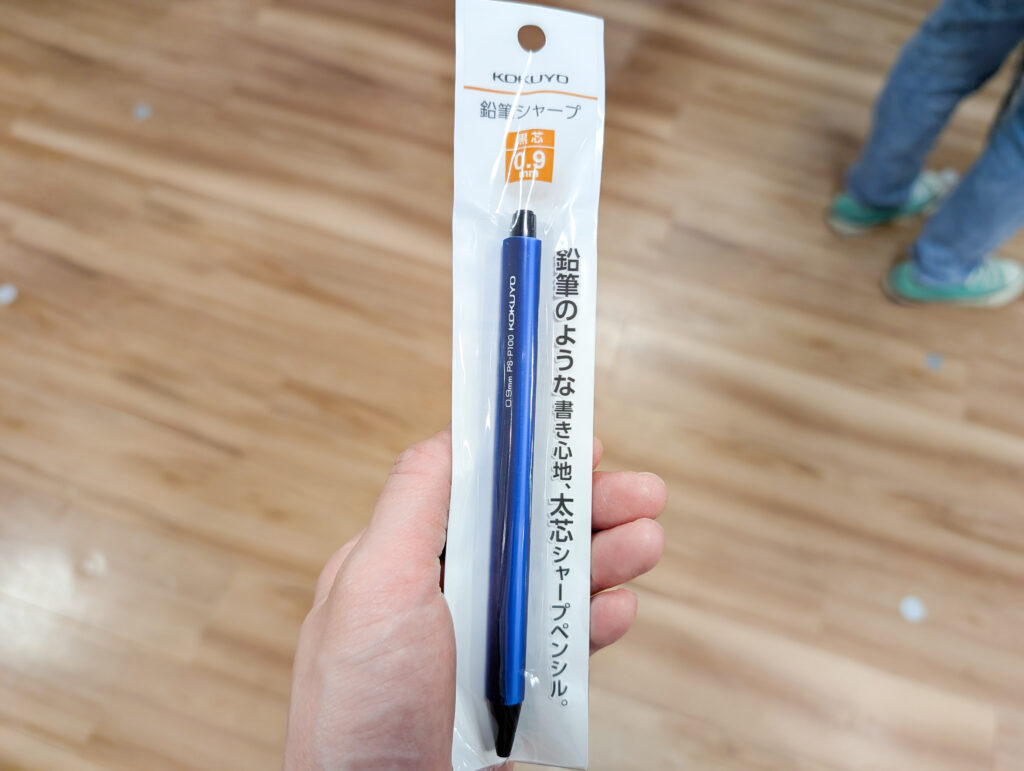 KOKUYO
鉛筆シャープ
黒芯
0.9
mm
鉛筆のような書き心地、太芯シャープペンシル。
0.9mm PS-P100 KOKUYO